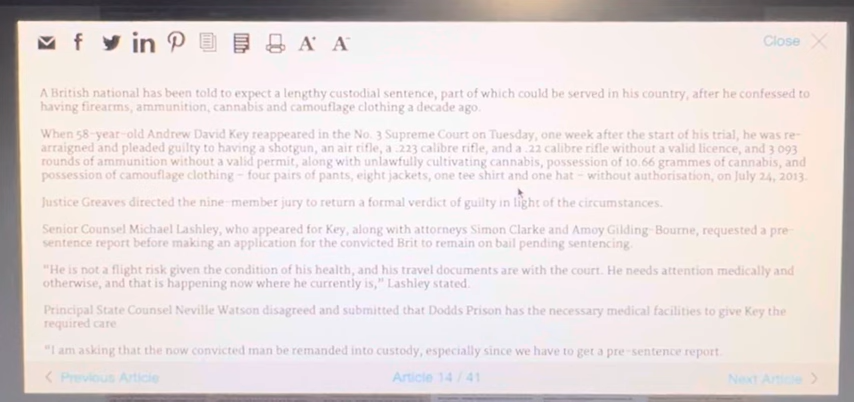 f in A+ A-
Close
A British national has been told to expect a lengthy custodial sentence, part of which could be served in his country, after he confessed to
having firearms, ammunition, cannabis and camouflage clothing a decade ago.
When 58-year-old Andrew David Key reappeared in the No. 3 Supreme Court on Tuesday, one week after the start of his trial, he was re-
arraigned and pleaded guilty to having a shotgun, an air rifle, a .223 calibre rifle, and a .22 calibre rifle without a valid licence, and 3 093
rounds of ammunition without a valid permit, along with unlawfully cultivating cannabis, possession of 10.66 grammes of cannabis, and
possession of camouflage clothing – four pairs of pants, eight jackets, one tee shirt and one hat – without authorisation, on July 24, 2013.
Justice Greaves directed the nine-member jury to return a formal verdict of guilty in light of the circumstances.
Senior Counsel Michael Lashley, who appeared for Key, along with attorneys Simon Clarke and Amoy Gilding-Bourne, requested a pre-
sentence report before making an application for the convicted Brit to remain on bail pending sentencing.
"He is not a flight risk given the condition of his health, and his travel documents are with the court. He needs attention medically and
otherwise, and that is happening now where he currently is," Lashley stated.
Principal State Counsel Neville Watson disagreed and submitted that Dodds Prison has the necessary medical facilities to give Key the
required care.
"I am asking that the now convicted man be remanded into custody, especially since we have to get a pre-sentence report.
Previous Article
Article 14 / 41
Next Article